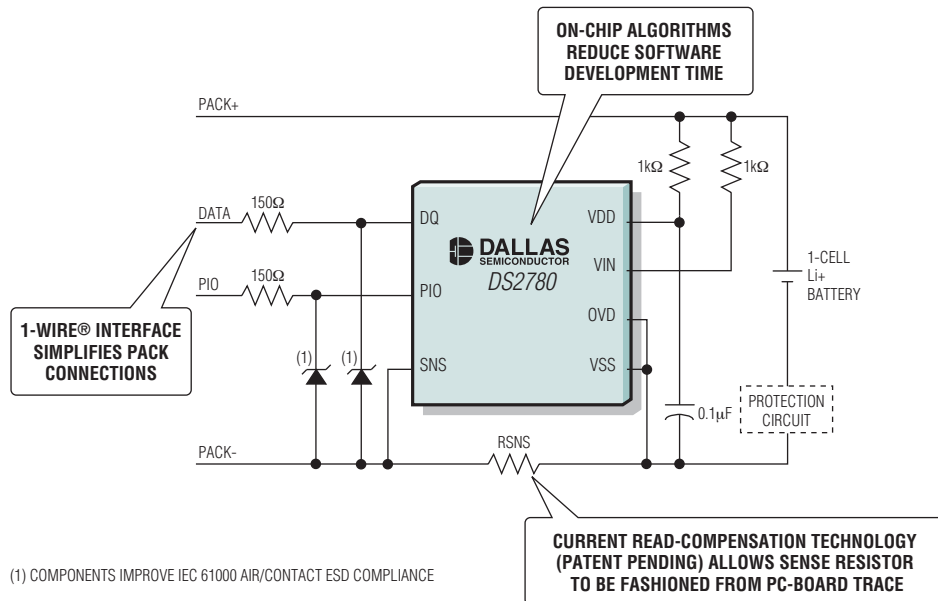 ON-CHIP ALGORITHMS
REDUCE SOFTWARE
DEVELOPMENT TIME
PACK+
1kΩ
1kΩ
DATA
150Ω
DQ
VDD
DALLAS
SEMICONDUCTOR
DS2780
VIN
1-CELL
Li+
BATTERY
PIO
150Ω
PIO
OVD
1-WIRE® INTERFACE
SIMPLIFIES PACK
CONNECTIONS
(1)
(1)
SNS
VSS
0.1µF
PROTECTION
CIRCUIT
PACK-
RSNS
CURRENT READ-COMPENSATION TECHNOLOGY
(PATENT PENDING) ALLOWS SENSE RESISTOR
TO BE FASHIONED FROM PC-BOARD TRACE
(1) COMPONENTS IMPROVE IEC 61000 AIR/CONTACT ESD COMPLIANCE